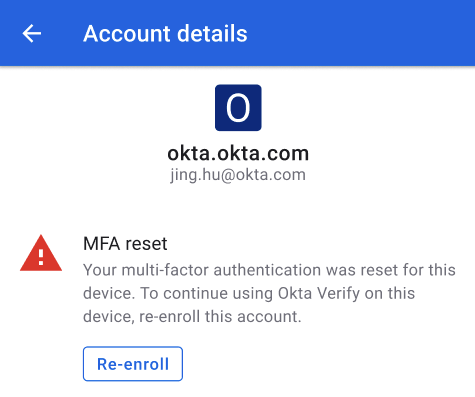 Account details
O
okta.okta.com
jing.hu@okta.com
MFA reset
Your multi-factor authentication was reset for this
device. To continue using Okta Verify on this
device, re-enroll this account.
Re-enroll